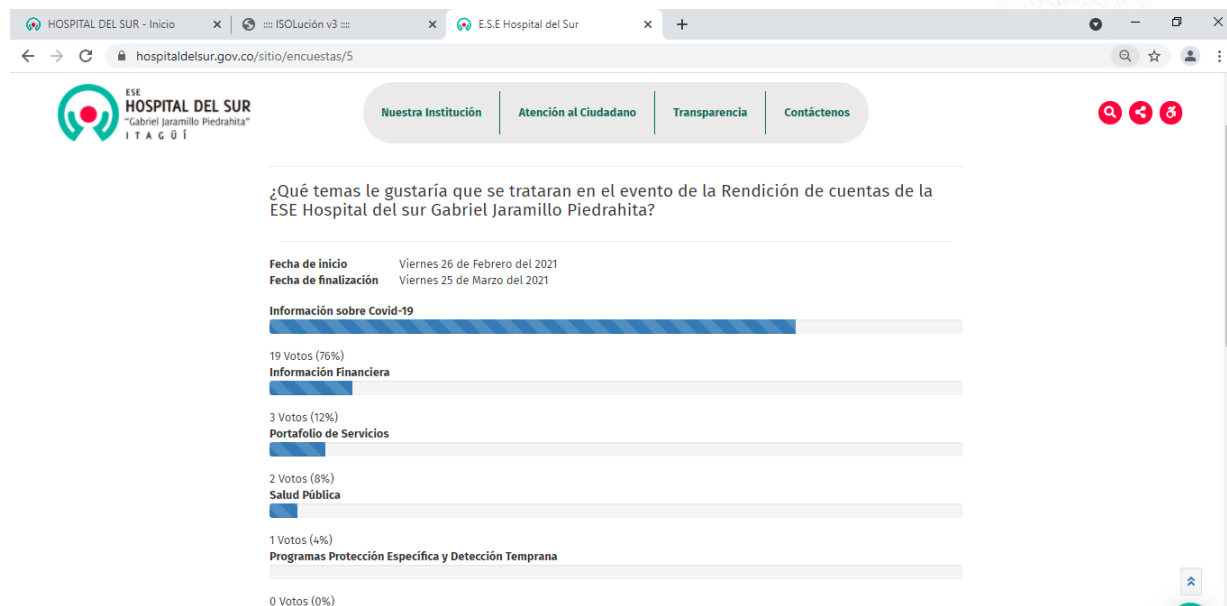 HOSPITAL DEL SUR - Inicio
:::: ISOLución v3 ::::
E.S.E Hospital del Sur
hospitaldelsur.gov.co/sitio/encuestas/5
ESE
HOSPITAL DEL SUR
"Gabriel Jaramillo Piedrahita"
ITAGÜÍ
Nuestra Institución
Atención al Ciudadano
Transparencia
Contáctenos
¿Qué temas le gustaría que se trataran en el evento de la Rendición de cuentas de la
ESE Hospital del sur Gabriel Jaramillo Piedrahita?
Fecha de inicio Viernes 26 de Febrero del 2021
Fecha de finalización Viernes 25 de Marzo del 2021
Información sobre Covid-19
19 Votos (76%)
Información Financiera
3 Votos (12%)
Portafolio de Servicios
2 Votos (8%)
Salud Pública
1 Votos (4%)
Programas Protección Específica y Detección Temprana
0 Votos (0%)